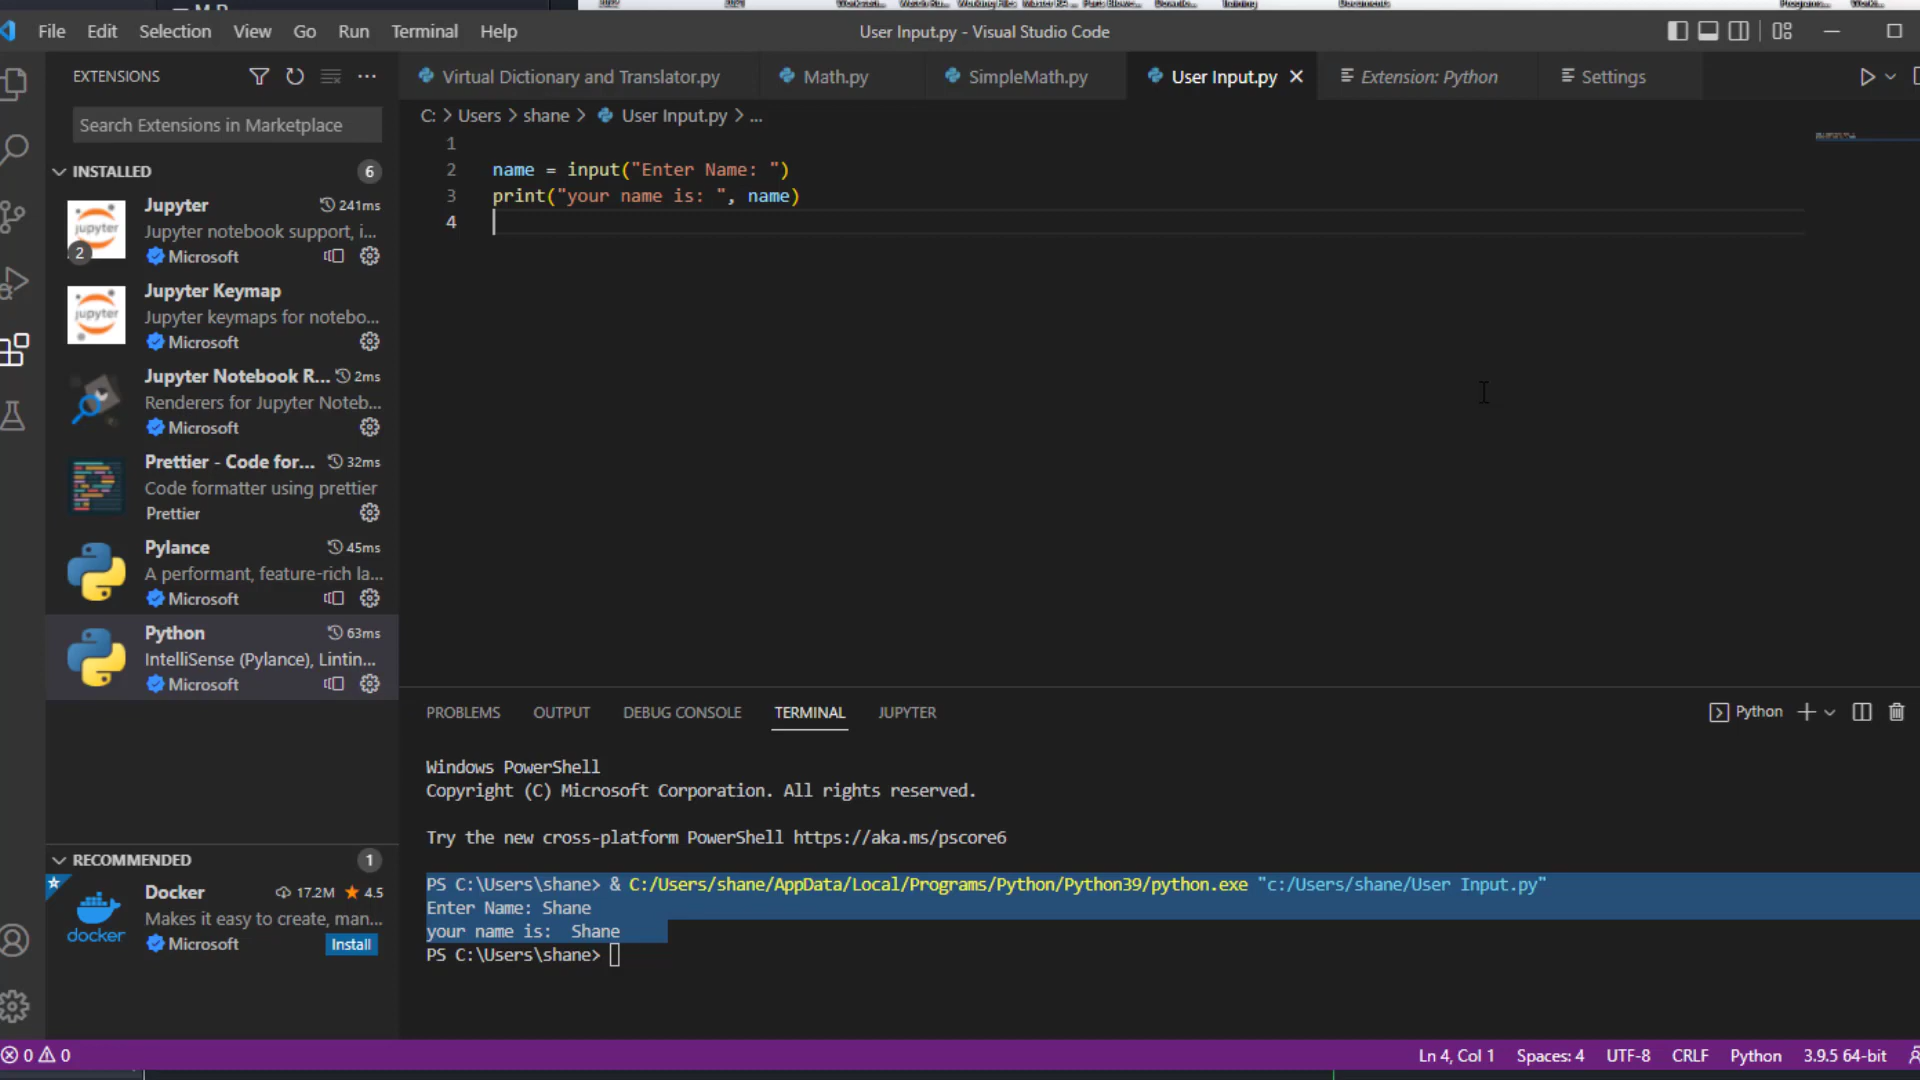 File Edit Selection View Go Run Terminal Help User Input.py - Visual Studio Code
EXTENSIONS
Virtual Dictionary and Translator.py Math.py SimpleMath.py User Input.py Extension: Python Settings
Search Extensions in Marketplace
C: > Users > shane > User Input.py > ...
INSTALLED 6
Jupyter 241ms
Jupyter notebook support, i...
Microsoft
jupyter
2
Jupyter Keymap
Jupyter keymaps for notebo...
Microsoft
jupyter
Jupyter Notebook R... 2ms
Renderers for Jupyter Noteb...
Microsoft
Prettier - Code for... 32ms
Code formatter using prettier
Prettier
Pylance 45ms
A performant, feature-rich la...
Microsoft
Python 63ms
IntelliSense (Pylance), Lintin...
Microsoft
RECOMMENDED 1
Docker 17.2M 4.5
Makes it easy to create, man...
Microsoft Install
docker
1
2 name = input("Enter Name: ")
3 print("your name is: ", name)
4
PROBLEMS OUTPUT DEBUG CONSOLE TERMINAL JUPYTER Python
Windows PowerShell
Copyright (C) Microsoft Corporation. All rights reserved.
Try the new cross-platform PowerShell https://aka.ms/pscore6
PS C:\Users\shane> & C:/Users/shane/AppData/Local/Programs/Python/Python39/python.exe "c:/Users/shane/User Input.py"
Enter Name: Shane
your name is:  Shane
PS C:\Users\shane>
0 0 Ln 4, Col 1 Spaces: 4 UTF-8 CRLF Python 3.9.5 64-bit